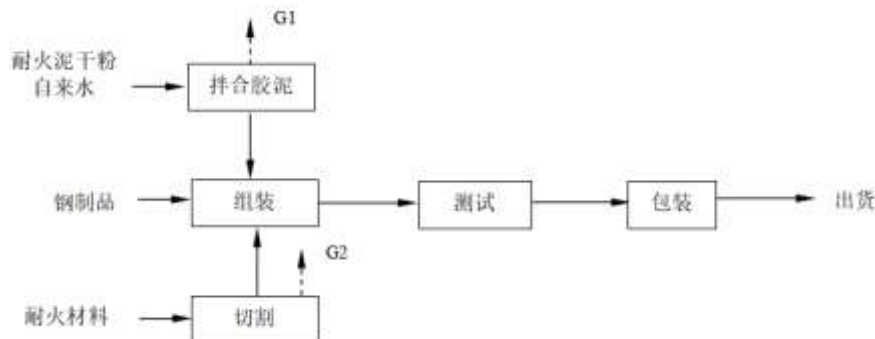 G1
耐火泥干粉
自来水
拌合胶泥
钢制品
组装
测试
包装
出货
G2
耐火材料
切割